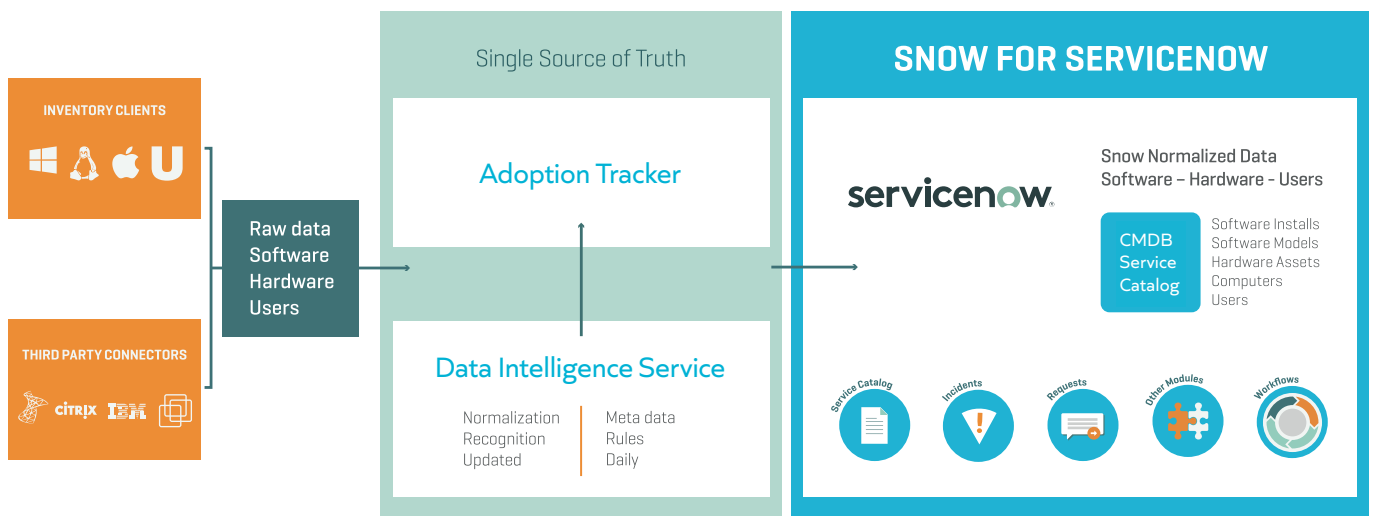 INVENTORY CLIENTS
THIRD PARTY CONNECTORS
CİTRIX
IBM
Raw data
Software
Hardware
Users
Single Source of Truth
Adoption Tracker
Data Intelligence Service
Normalization
Recognition
Updated
Meta data
Rules
Daily
SNOW FOR SERVICENOW
servicenow®
Snow Normalized Data
Software – Hardware - Users
CMDB
Service
Catalog
Software Installs
Software Models
Hardware Assets
Computers
Users
Service Catalog
Incidents
Requests
Other Modules
Workflows